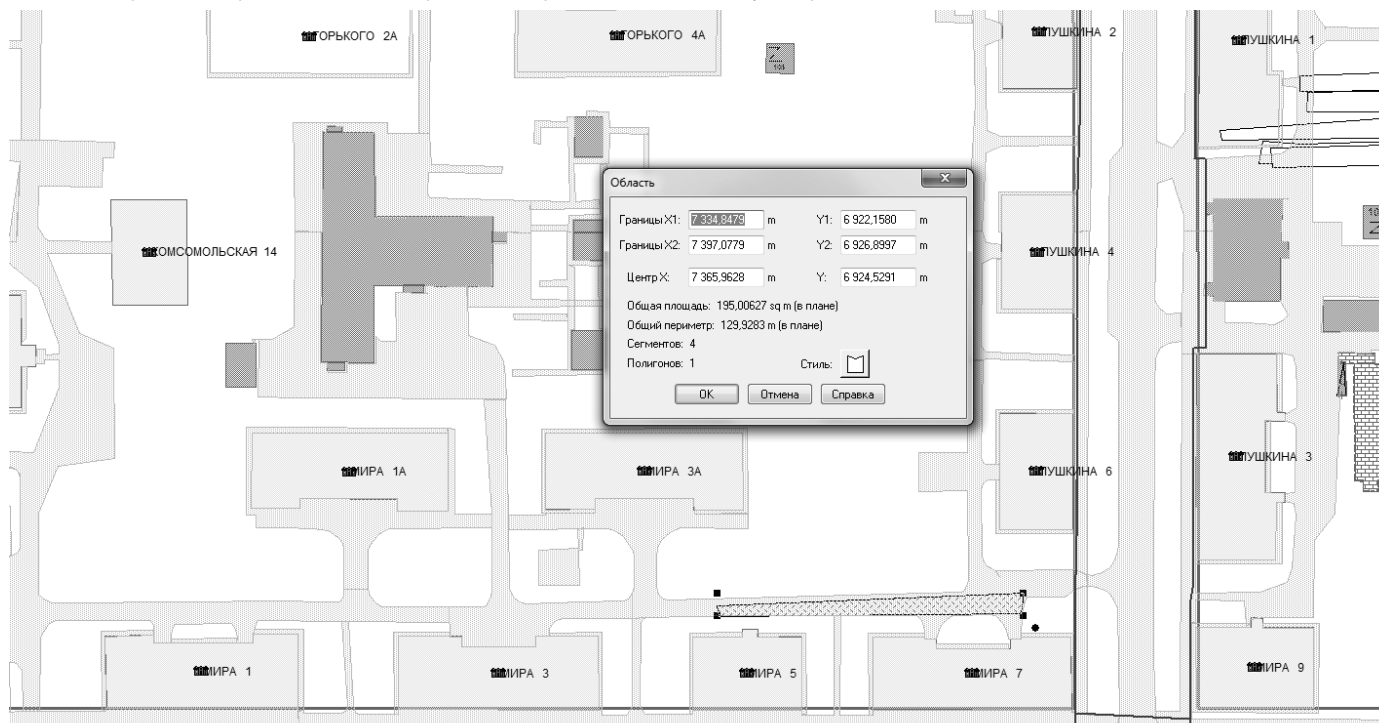 ГОРЬКОГО 2А
ГОРЬКОГО 4А
ПУШКИНА 2
ПУШКИНА 1
Область
X
Границы X1: 7 334,8479 m Y1: 6 922,1580 m
Границы X2: 7 397,0779 m Y2: 6 926,8997 m
Центр X: 7 365,9628 m Y: 6 924,5291 m
Общая площадь: 195,00627 sq m (в плане)
Общий периметр: 129,9283 m (в плане)
Сегментов: 4
Полигонов: 1 Стиль:
OK Отмена Справка
КОМСОМОЛЬСКАЯ 14
ПУШКИНА 4
МИРА 1А
МИРА 3А
ПУШКИНА 6
ПУШКИНА 3
МИРА 1
МИРА 3
МИРА 5
МИРА 7
МИРА 9